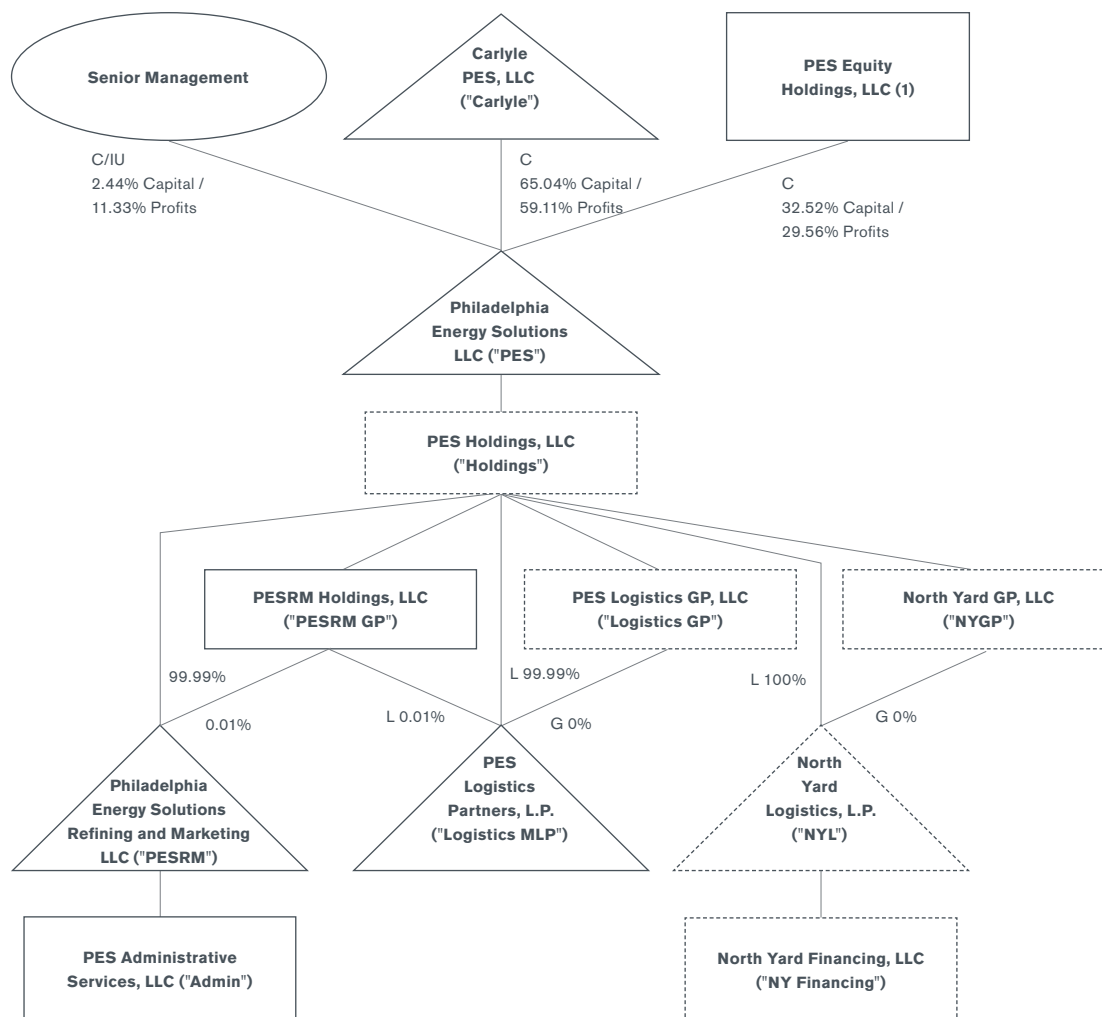 Senior Management
Carlyle
PES, LLC
("Carlyle")
PES Equity
Holdings, LLC (1)
C/IU
2.44% Capital /
11.33% Profits
C
65.04% Capital /
59.11% Profits
C
32.52% Capital /
29.56% Profits
Philadelphia
Energy Solutions
LLC ("PES")
PES Holdings, LLC
("Holdings")
PESRM Holdings, LLC
("PESRM GP")
PES Logistics GP, LLC
("Logistics GP")
North Yard GP, LLC
("NYGP")
99.99%
0.01%
L 0.01%
L 99.99%
G 0%
L 100%
G 0%
Philadelphia
Energy Solutions
Refining and Marketing
LLC ("PESRM")
PES
Logistics
Partners, L.P.
("Logistics MLP")
North
Yard
Logistics, L.P.
("NYL")
PES Administrative
Services, LLC ("Admin")
North Yard Financing, LLC
("NY Financing")